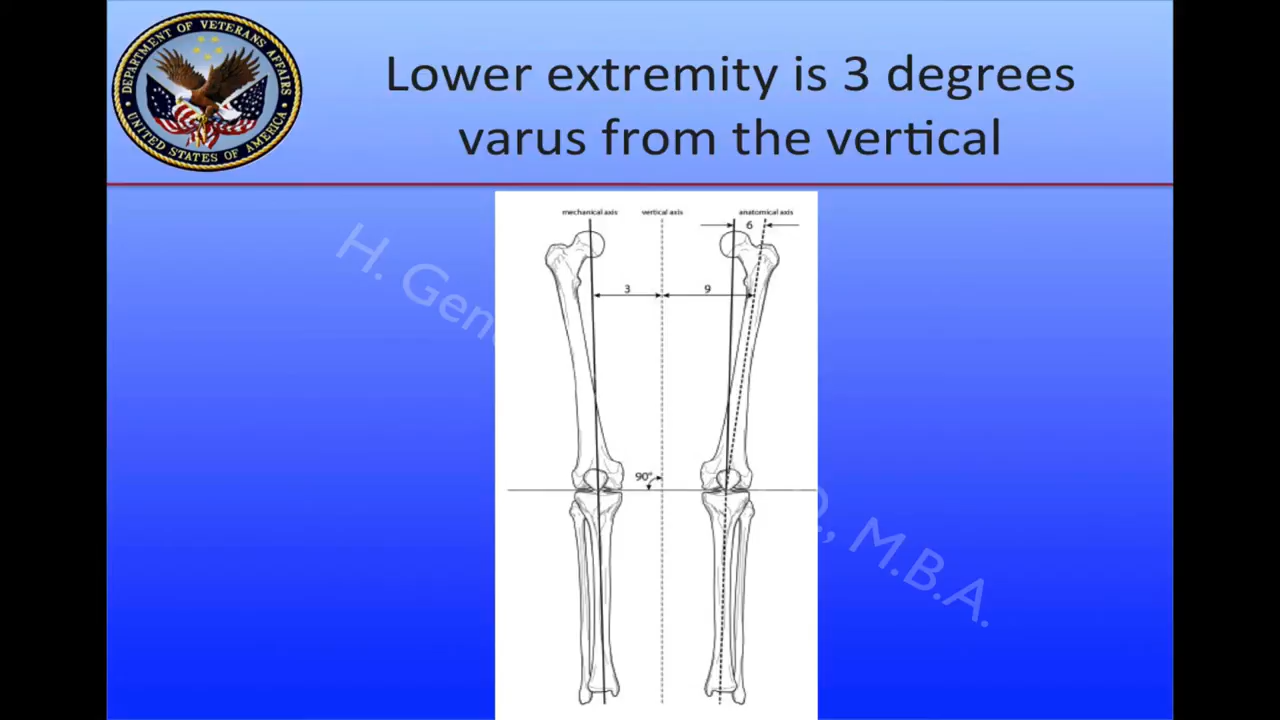 DEPARTMENT OF VETERANS AFFAIRS
UNITED STATES OF AMERICA
Lower extremity is 3 degrees
varus from the vertical
mechanical axis vertical axis anatomical axis
6
3 9
90°
H. Gen
., M.B.A.